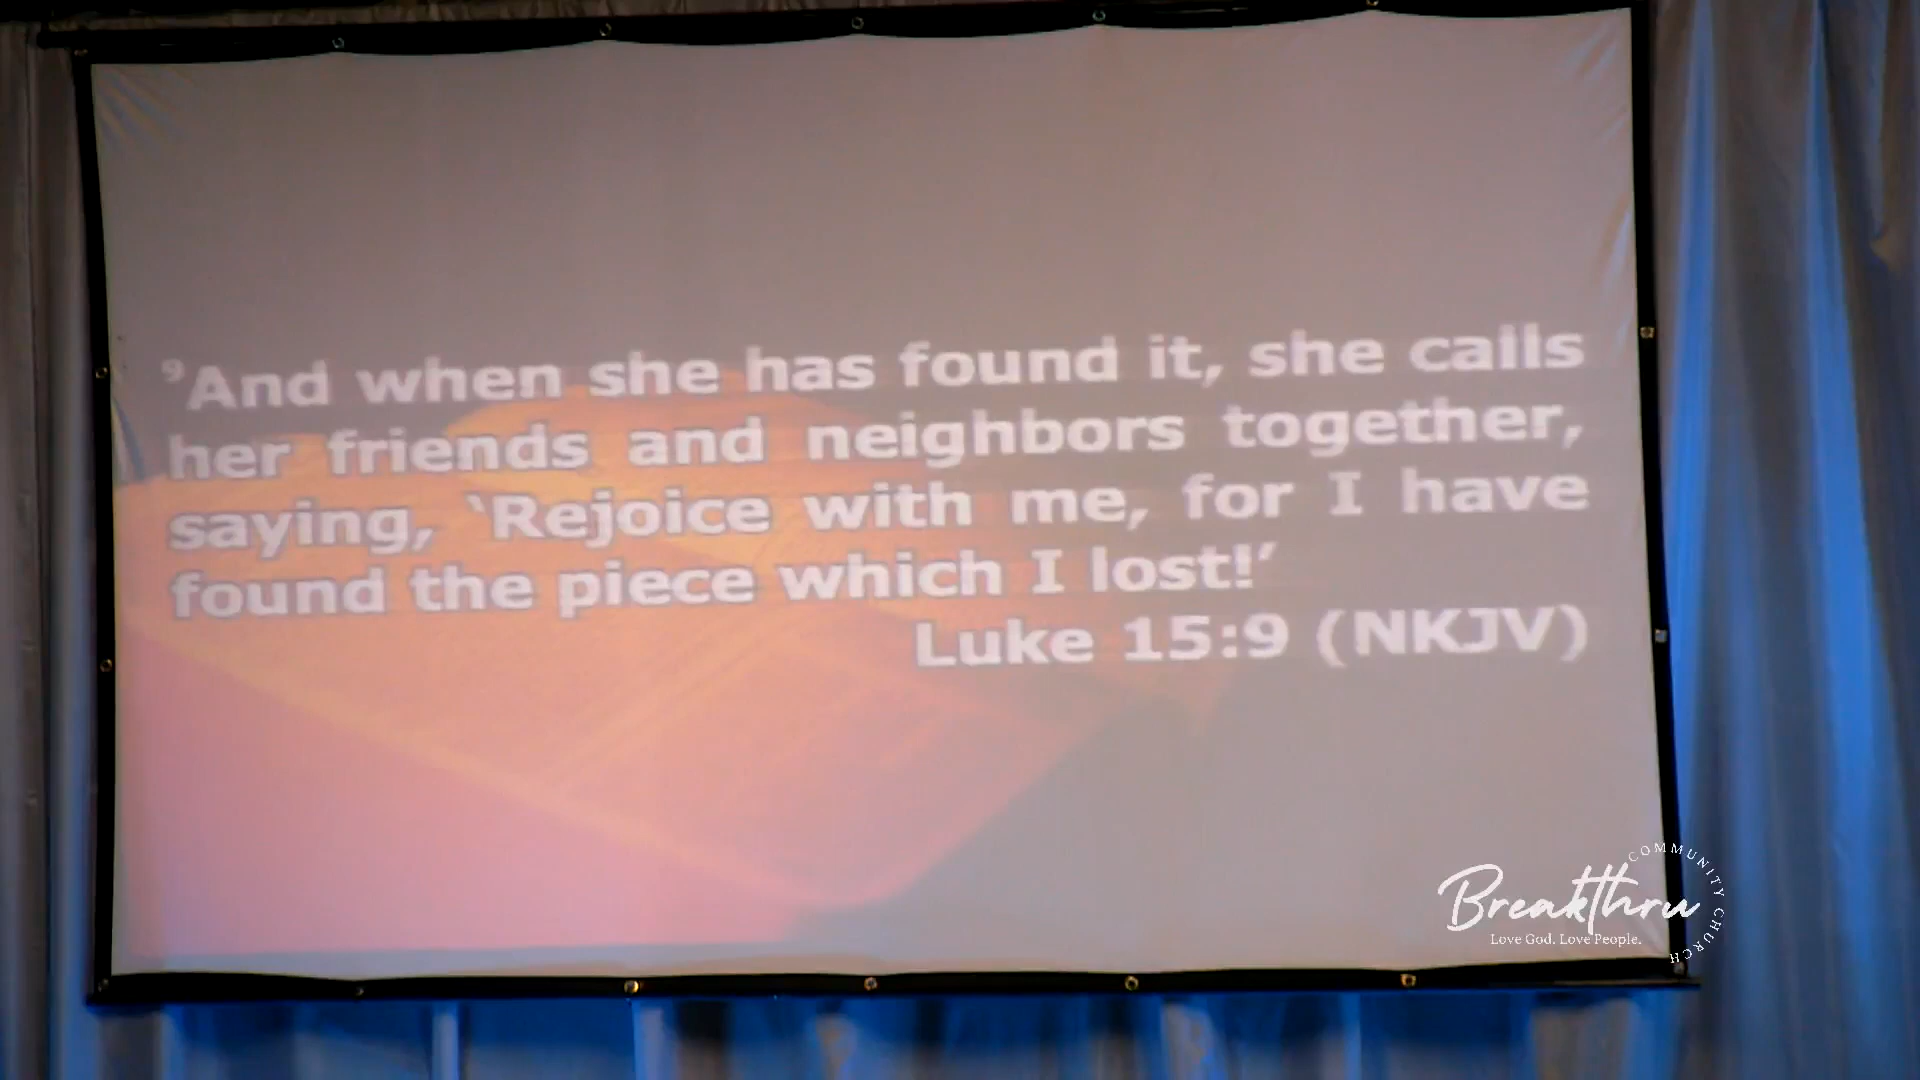 ⁹And when she has found it, she calls
her friends and neighbors together,
saying, ‘Rejoice with me, for I have
found the piece which I lost!’
Luke 15:9 (NKJV)
Breakthru
COMMUNITY CHURCH
Love God. Love People.